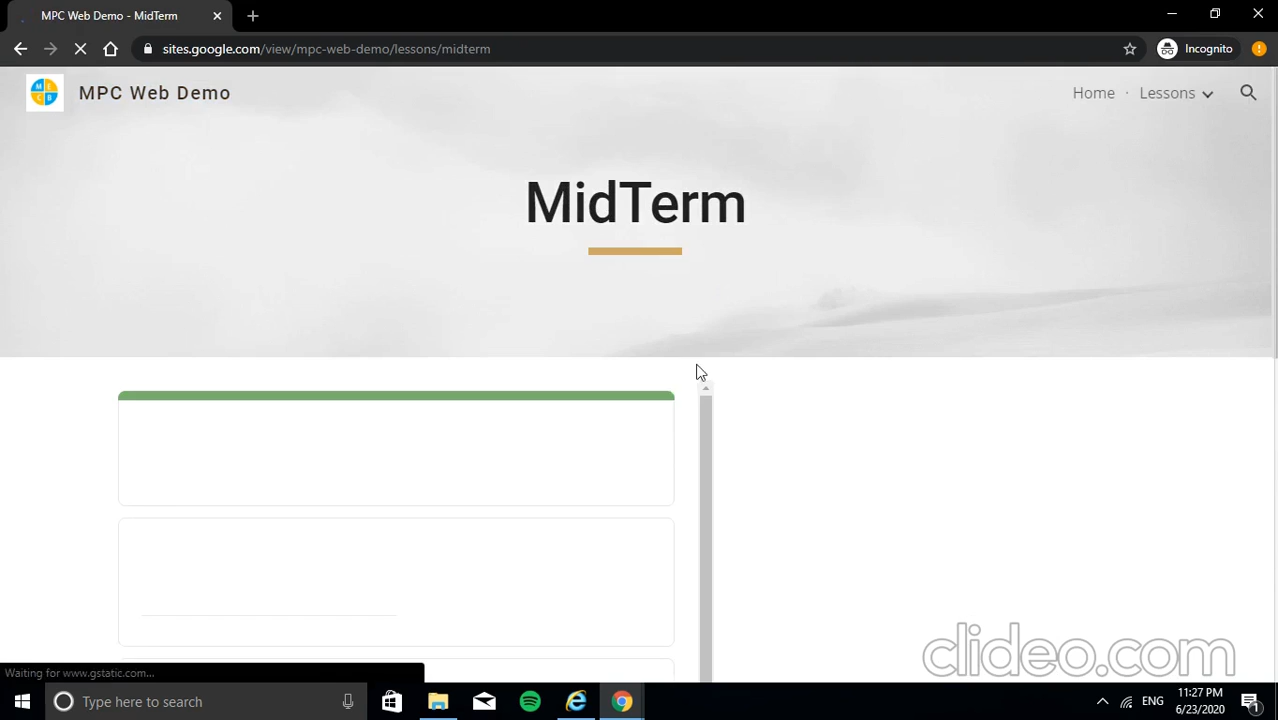 MPC Web Demo - MidTerm
sites.google.com/view/mpc-web-demo/lessons/midterm
Incognito
M E
C B
MPC Web Demo
Home · Lessons
MidTerm
clideo.com
Waiting for www.gstatic.com...
Type here to search
ENG
11:27 PM
6/23/2020
1